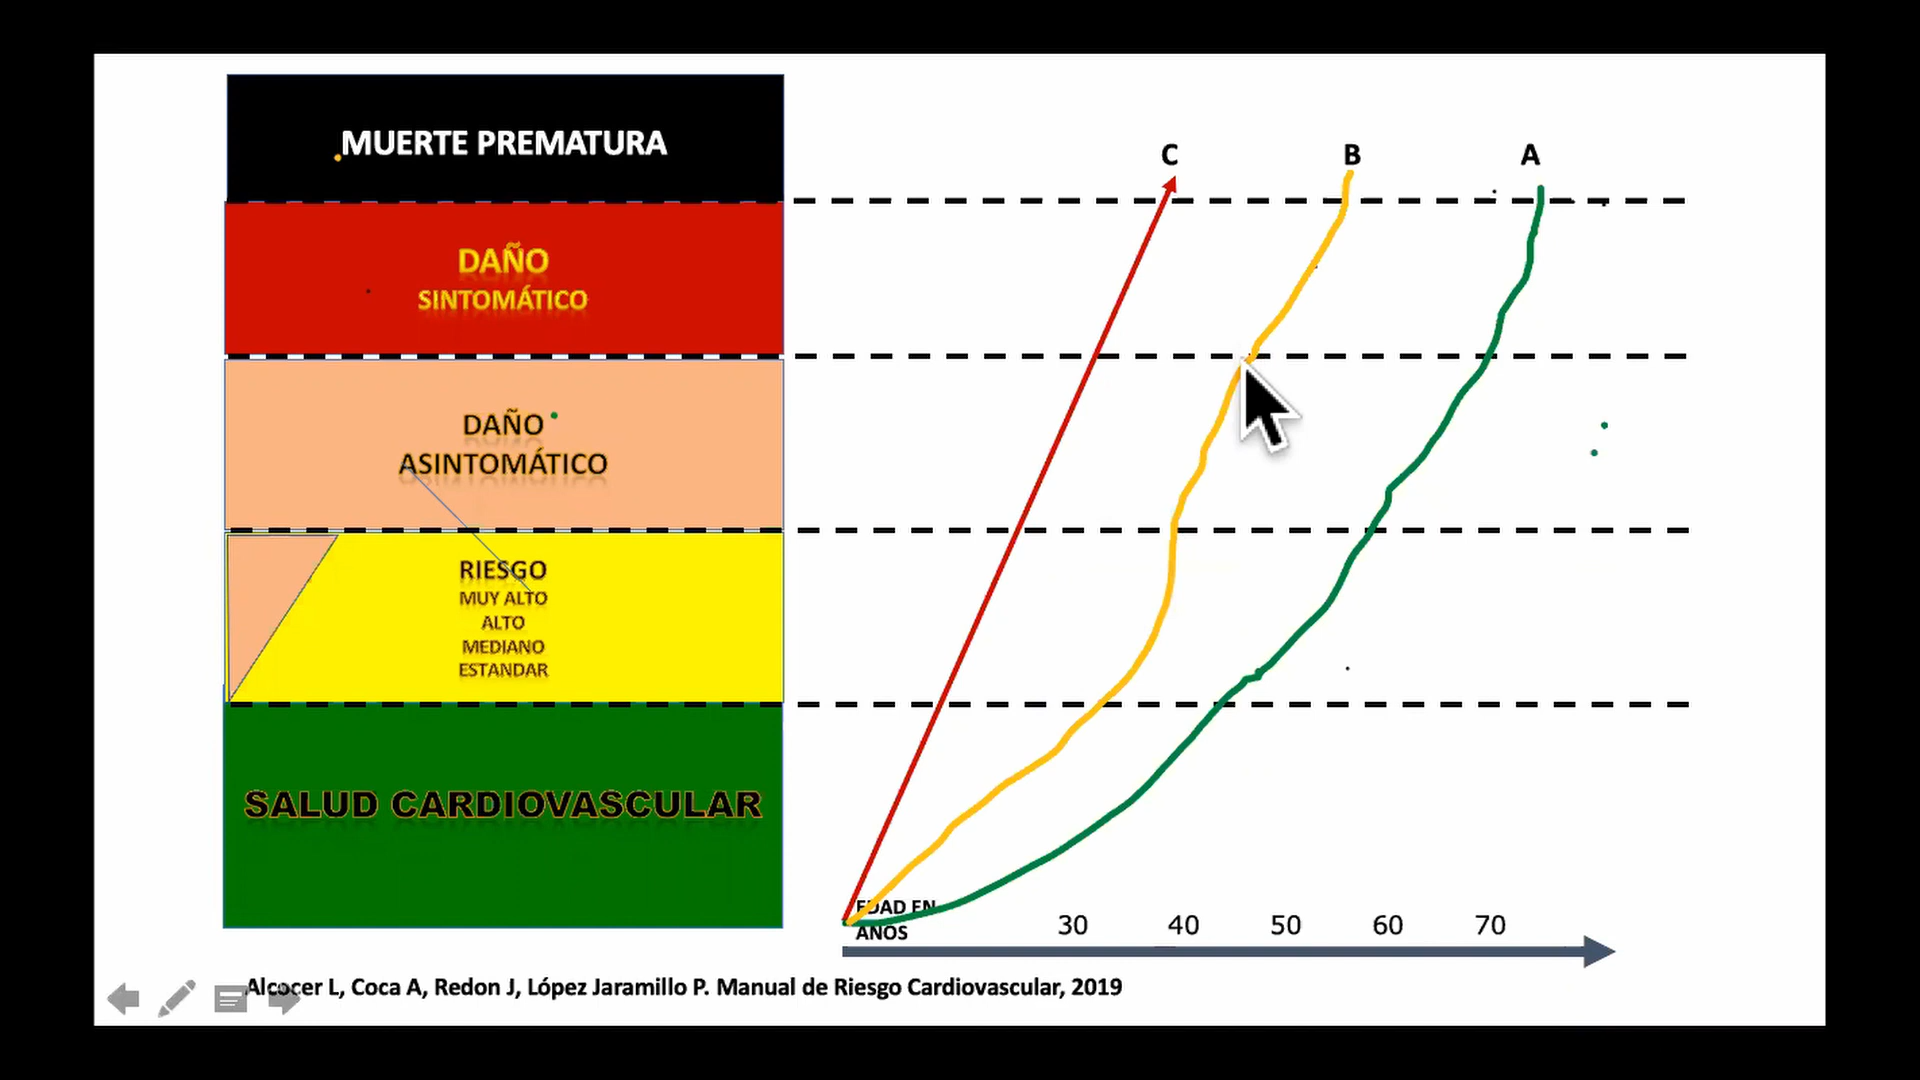 MUERTE PREMATURA
DAÑO
SINTOMÁTICO
DAÑO
ASINTOMÁTICO
RIESGO
MUY ALTO
ALTO
MEDIANO
ESTANDAR
SALUD CARDIOVASCULAR
C B A
EDAD EN
AÑOS
30 40 50 60 70
Alcocer L, Coca A, Redon J, López Jaramillo P. Manual de Riesgo Cardiovascular, 2019